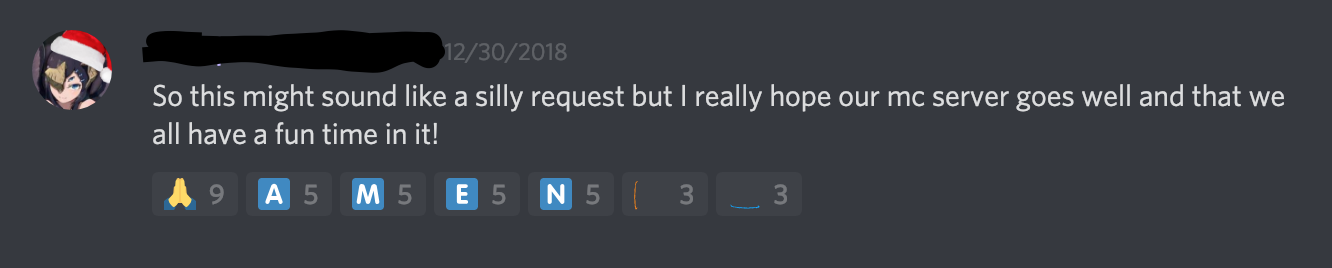 12/30/2018
So this might sound like a silly request but I really hope our mc server goes well and that we
all have a fun time in it!
🙏 9 A 5 M 5 E 5 N 5 3 3